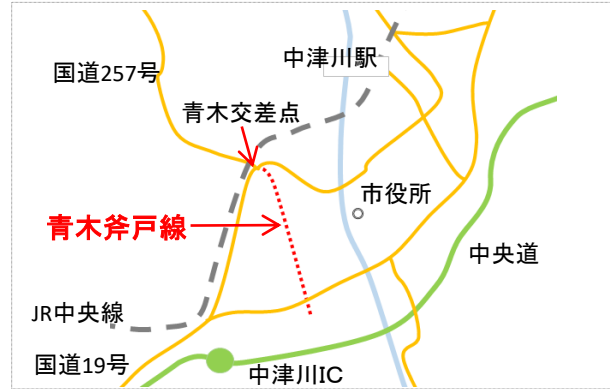 中津川駅
国道257号
青木交差点
市役所
青木斧戸線
中央道
JR中央線
国道19号
中津川IC